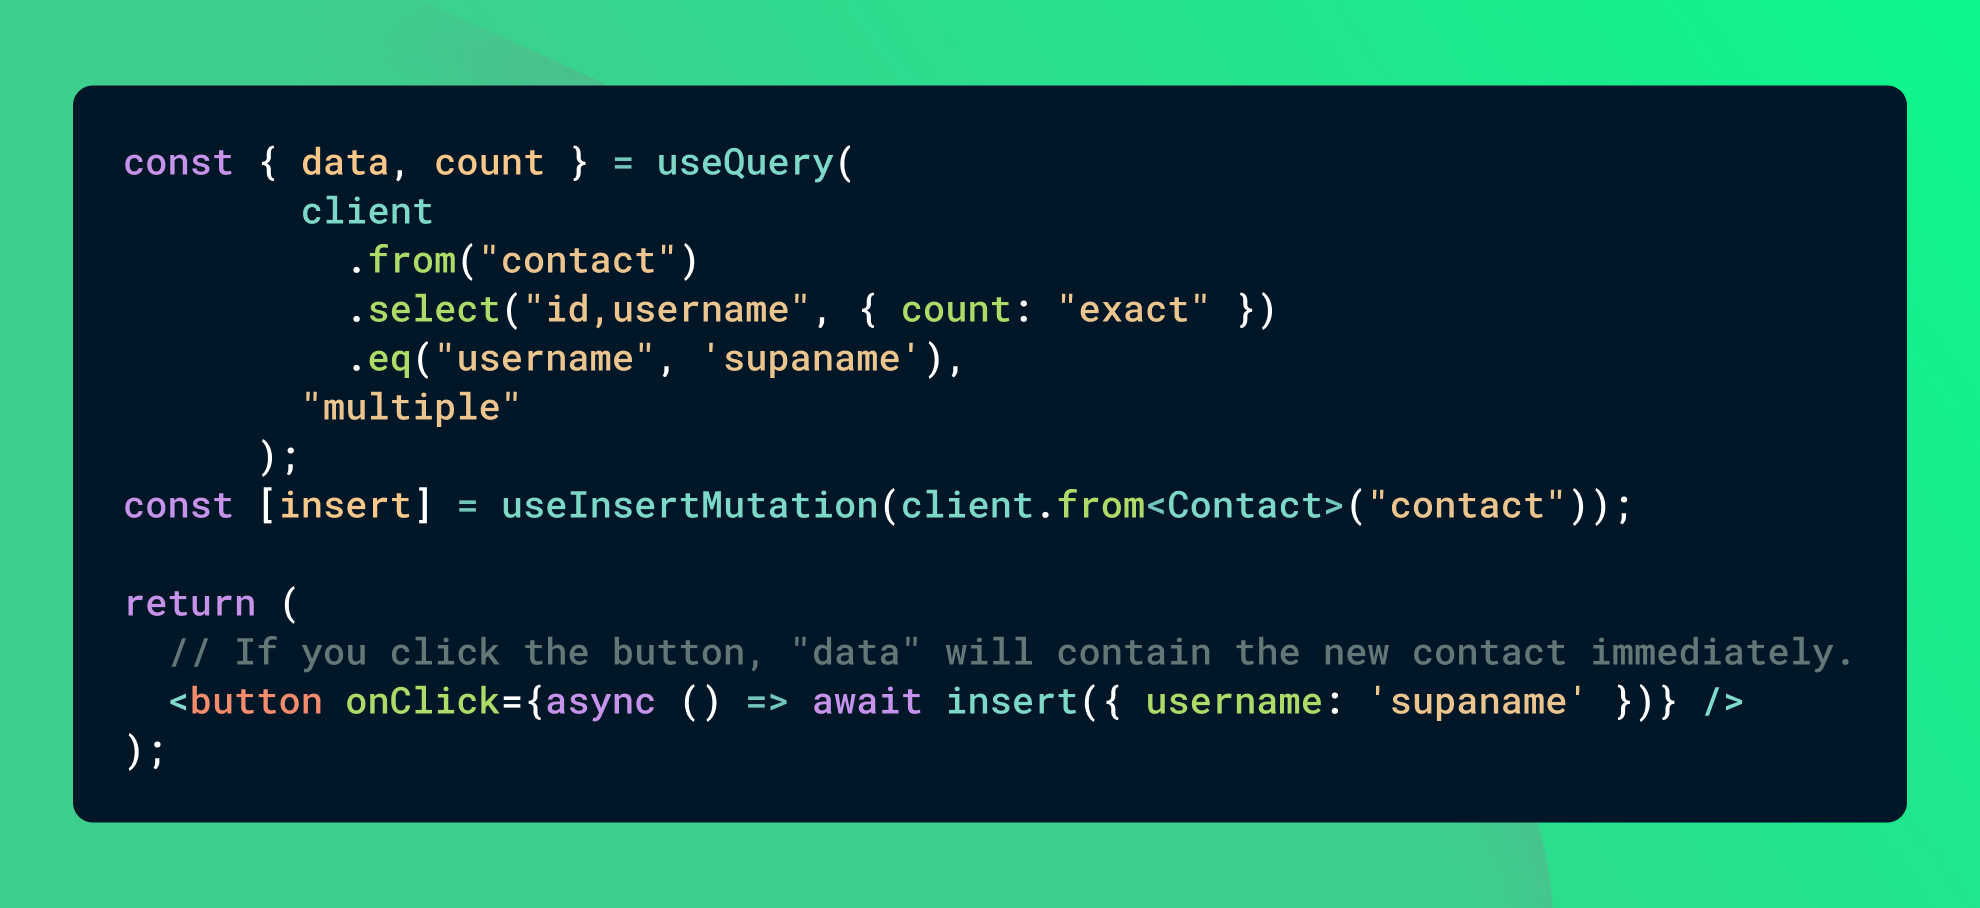 const { data, count } = useQuery(
        client
          .from("contact")
          .select("id,username", { count: "exact" })
          .eq("username", 'supaname'),
        "multiple"
      );
const [insert] = useInsertMutation(client.from<Contact>("contact"));

return (
  // If you click the button, "data" will contain the new contact immediately.
  <button onClick={async () => await insert({ username: 'supaname' })} />
);